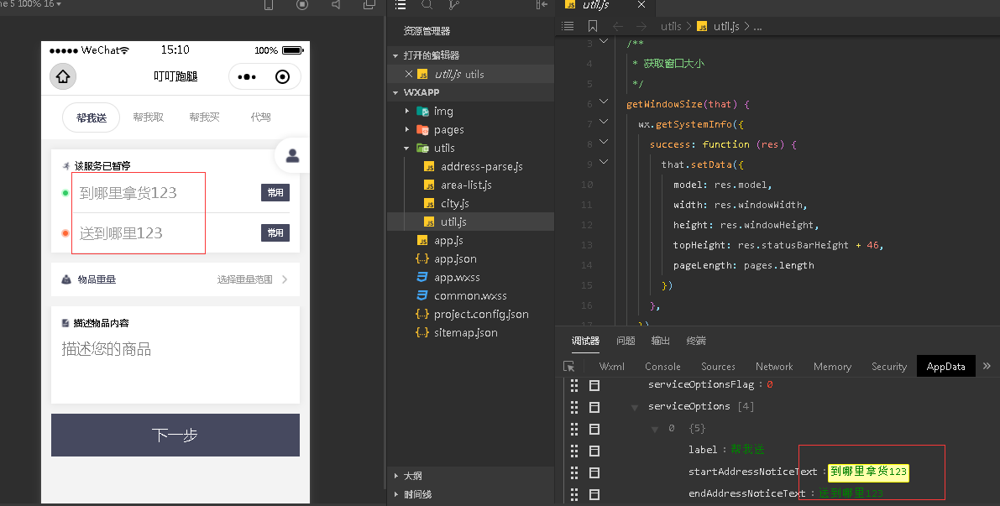 ne 5 100% 16
WeChat
15:10
100%
叮叮跑腿
帮我送
帮我取
帮我买
代驾
该服务已暂停
到哪里拿货123
常用
送到哪里123
常用
物品重量
选择重量范围
描述物品内容
描述您的商品
下一步
资源管理器
打开的编辑器
util.js utils
WXAPP
img
pages
utils
address-parse.js
area-list.js
city.js
util.js
app.js
app.json
app.wxss
common.wxss
project.config.json
sitemap.json
大纲
时间线
util.js
utils > util.js > ...
3 /**
4 * 获取窗口大小
5 */
6 getWindowSize(that) {
7 wx.getSystemInfo({
8 success: function (res) {
9 that.setData({
10 model: res.model,
11 width: res.windowWidth,
12 height: res.windowHeight,
13 topHeight: res.statusBarHeight + 46,
14 pageLength: pages.length
15 })
16 },
17 })
调试器
问题
输出
终端
Wxml
Console
Sources
Network
Memory
Security
AppData
serviceOptionsFlag : 0
serviceOptions [4]
0 {5}
label : 帮我送
startAddressNoticeText : 到哪里拿货123
endAddressNoticeText : 送到哪里123